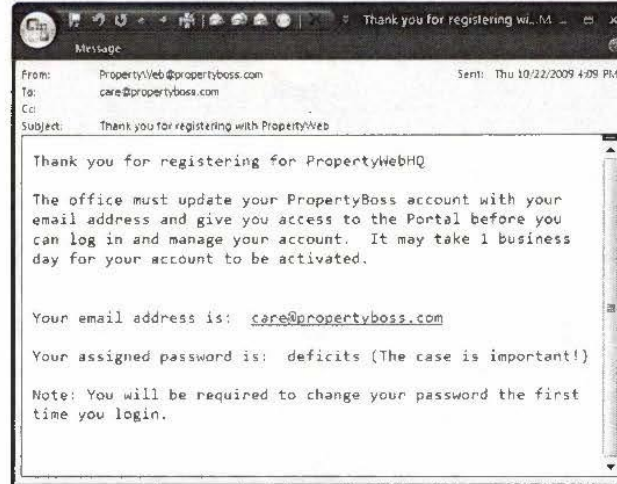 Thank you for registering wi... M
Message
From: PropertyWeb@propertyboss.com Sent: Thu 10/22/2009 4:09 PM
To: care@propertyboss.com
Cc:
Subject: Thank you for registering with PropertyWeb
Thank you for registering for PropertyWebHQ
The office must update your PropertyBoss account with your
email address and give you access to the Portal before you
can log in and manage your account. It may take 1 business
day for your account to be activated.
Your email address is: care@propertyboss.com
Your assigned password is: deficits (The case is important!)
Note: You will be required to change your password the first
time you login.